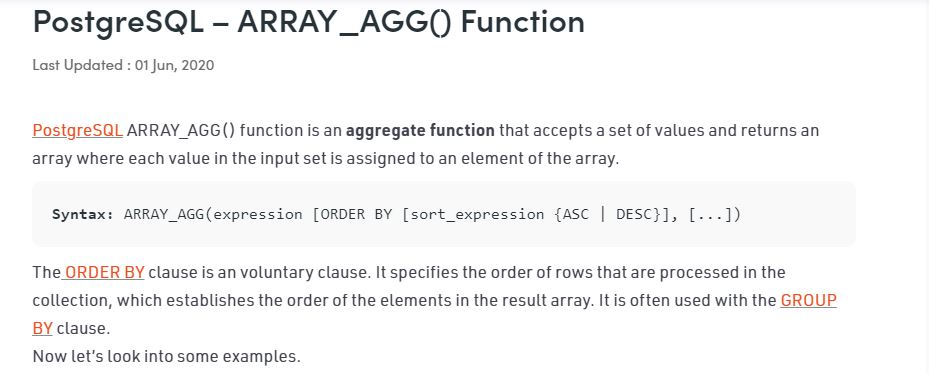 PostgreSQL – ARRAY_AGG() Function
Last Updated : 01 Jun, 2020
PostgreSQL ARRAY_AGG() function is an aggregate function that accepts a set of values and returns an
array where each value in the input set is assigned to an element of the array.
Syntax: ARRAY_AGG(expression [ORDER BY [sort_expression {ASC | DESC}], [...])
The ORDER BY clause is an voluntary clause. It specifies the order of rows that are processed in the
collection, which establishes the order of the elements in the result array. It is often used with the GROUP
BY clause.
Now let's look into some examples.